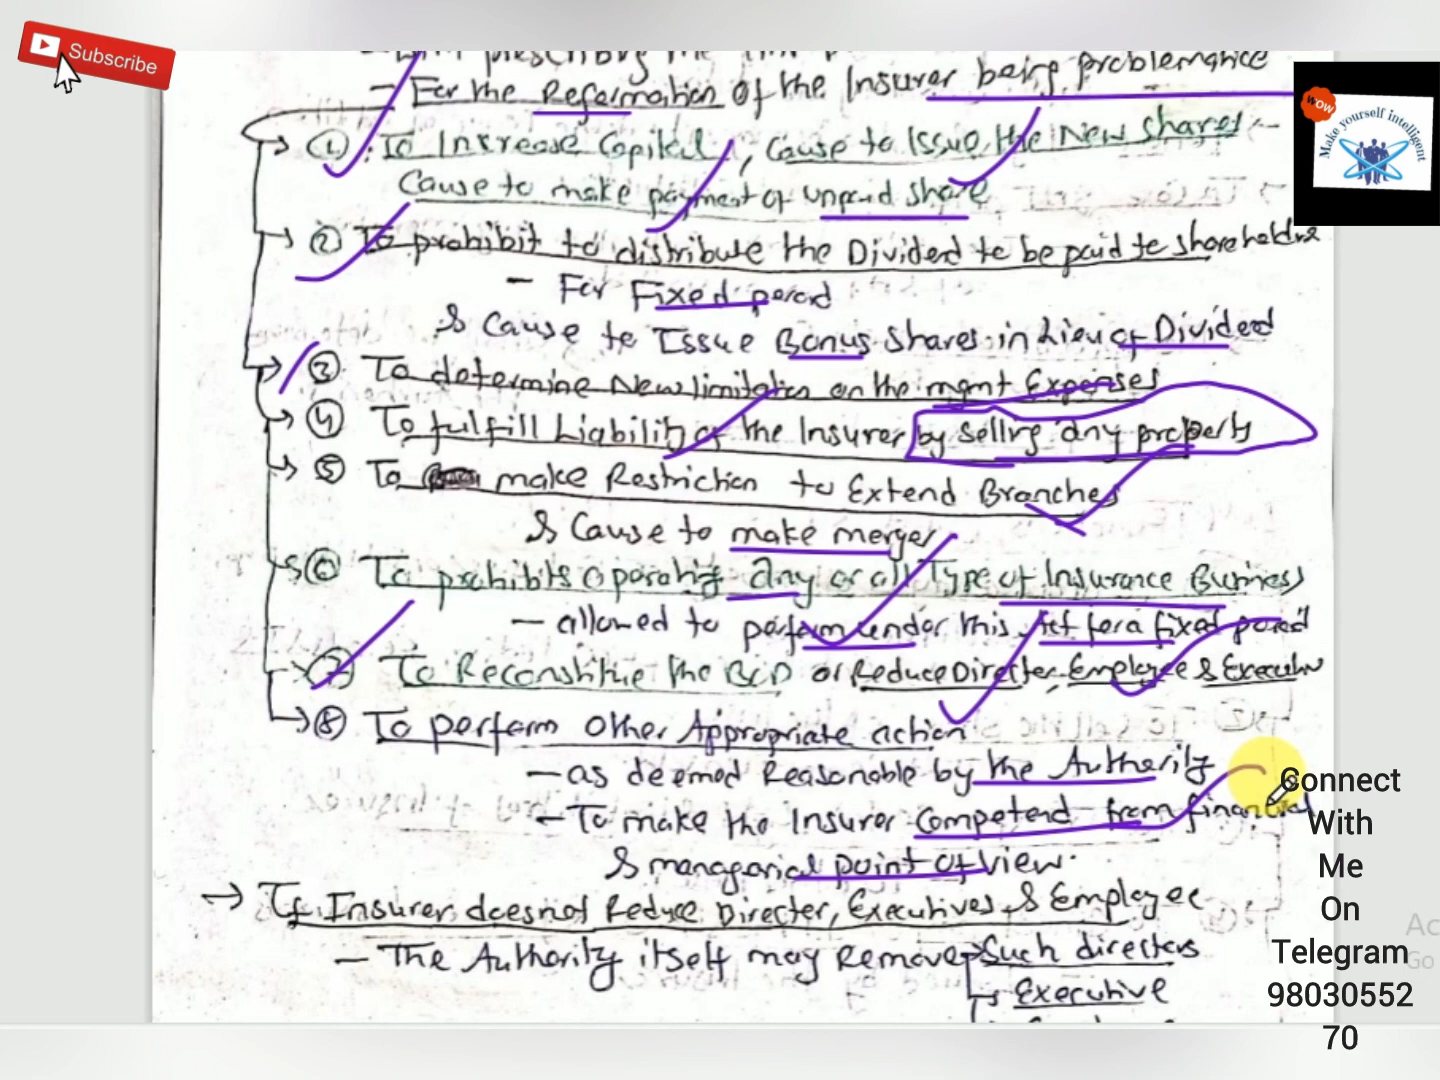 Subscribe
prescribing the
- For the Reformation of the Insurer being problematice
① To Increase Capital, Cause to Issue the New shares
Cause to make payment of unpaid share
② To prohibit to distribute the Divided to be paid to shareholdre
- For Fixed period
& Cause to Issue Bonus shares in Lieu of Divided
③ To determine New limitation on the mgmt Expenses
④ To fulfill Liability of the Insurer by selling any property
⑤ To make Restriction to Extend Branches
& Cause to make merger
⑥ To prohibits operating any or all Type of Insurance Business
- allowed to perform under this Act for a fixed period
⑦ To Reconstitue the BOD or Reduce Director, Employee & Executive
⑧ To perform Other Appropriate action
- as deemed Reasonable by the Authority
- To make the Insurer Competend from financial
& managerial point of view.
→ If Insurer does not Reduce Director, Executives & Employee
- The Authority itself may Remove Such directors
Executive
WOW
Make yourself intelligent
Connect
With
Me
On
Telegram
98030552
70
Ac
Go